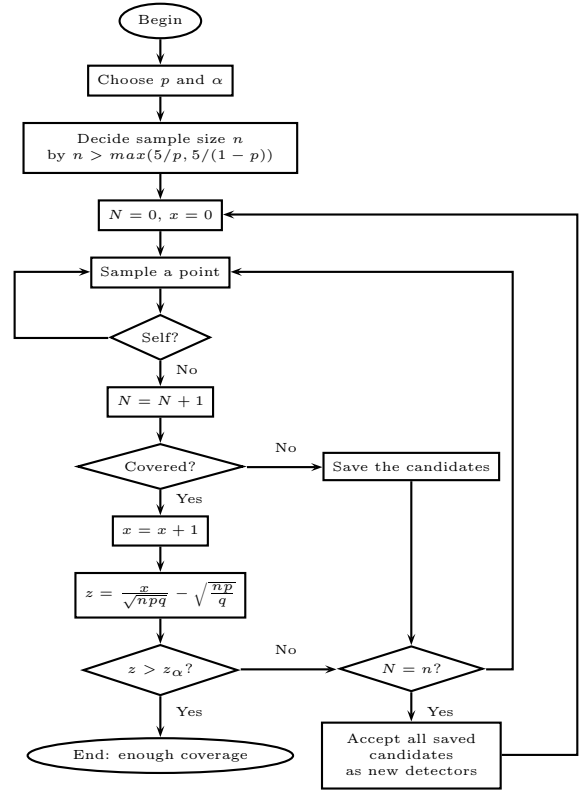 Begin
Choose p and α
Decide sample size n
by n > max(5/p, 5/(1 − p))
N = 0, x = 0
Sample a point
Self?
No
N = N + 1
Covered?
No
Save the candidates
Yes
x = x + 1
z = x/√npq − √np/q
z > zα?
No
N = n?
Yes
Yes
End: enough coverage
Accept all saved
candidates
as new detectors